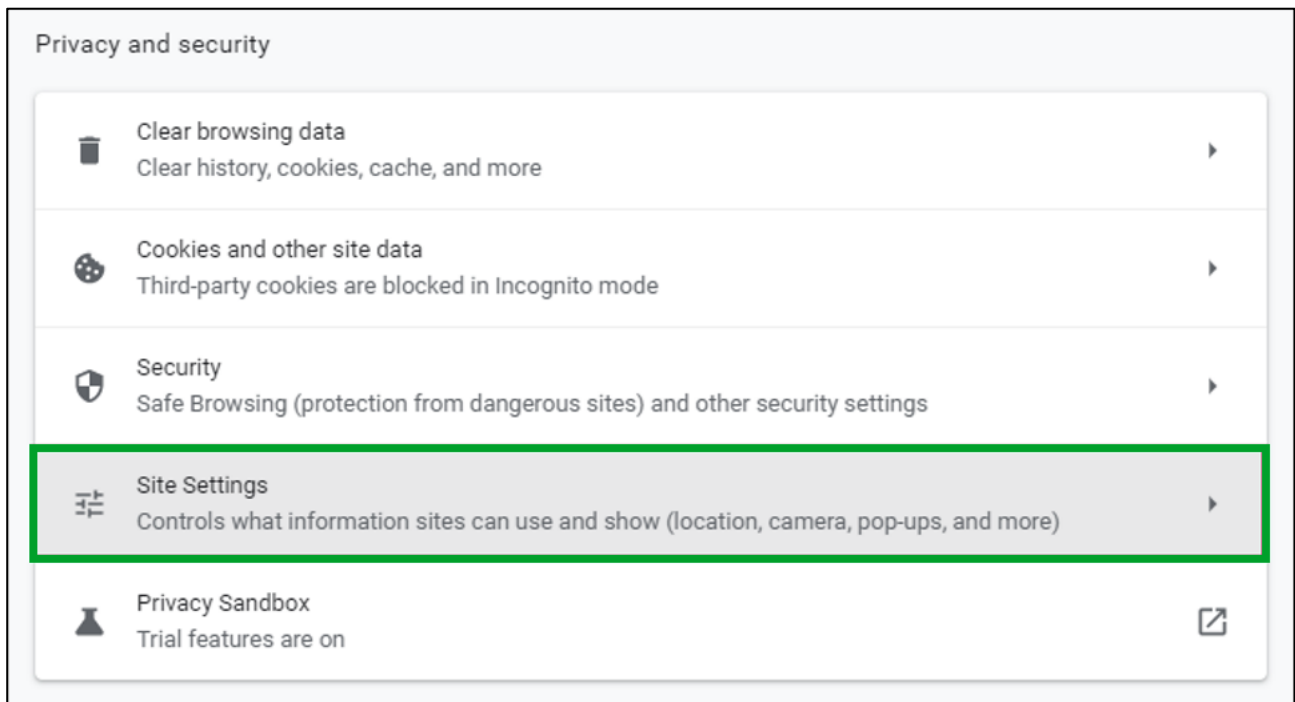 Privacy and security
Clear browsing data
Clear history, cookies, cache, and more
Cookies and other site data
Third-party cookies are blocked in Incognito mode
Security
Safe Browsing (protection from dangerous sites) and other security settings
Site Settings
Controls what information sites can use and show (location, camera, pop-ups, and more)
Privacy Sandbox
Trial features are on